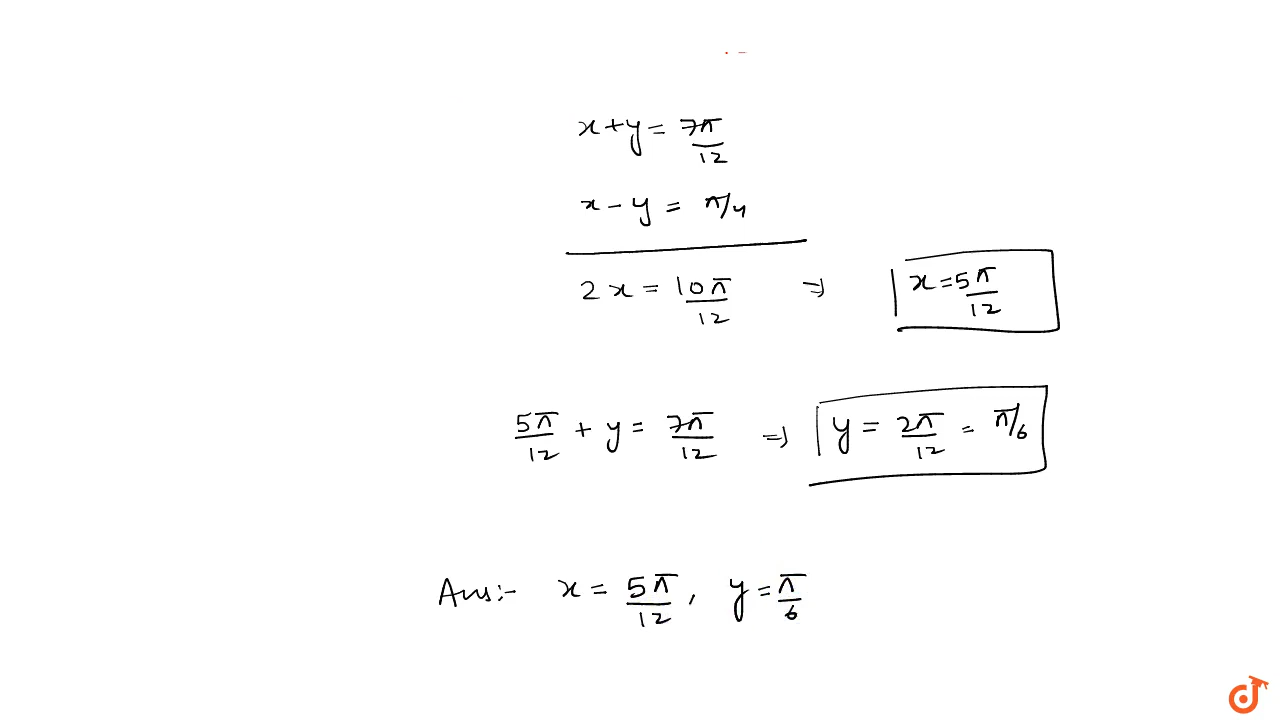 x+y = 7π/12
x - y = π/4
2x = 10π/12 ⇒ x = 5π/12
5π/12 + y = 7π/12 ⇒ y = 2π/12 = π/6
Ans:- x = 5π/12, y = π/6